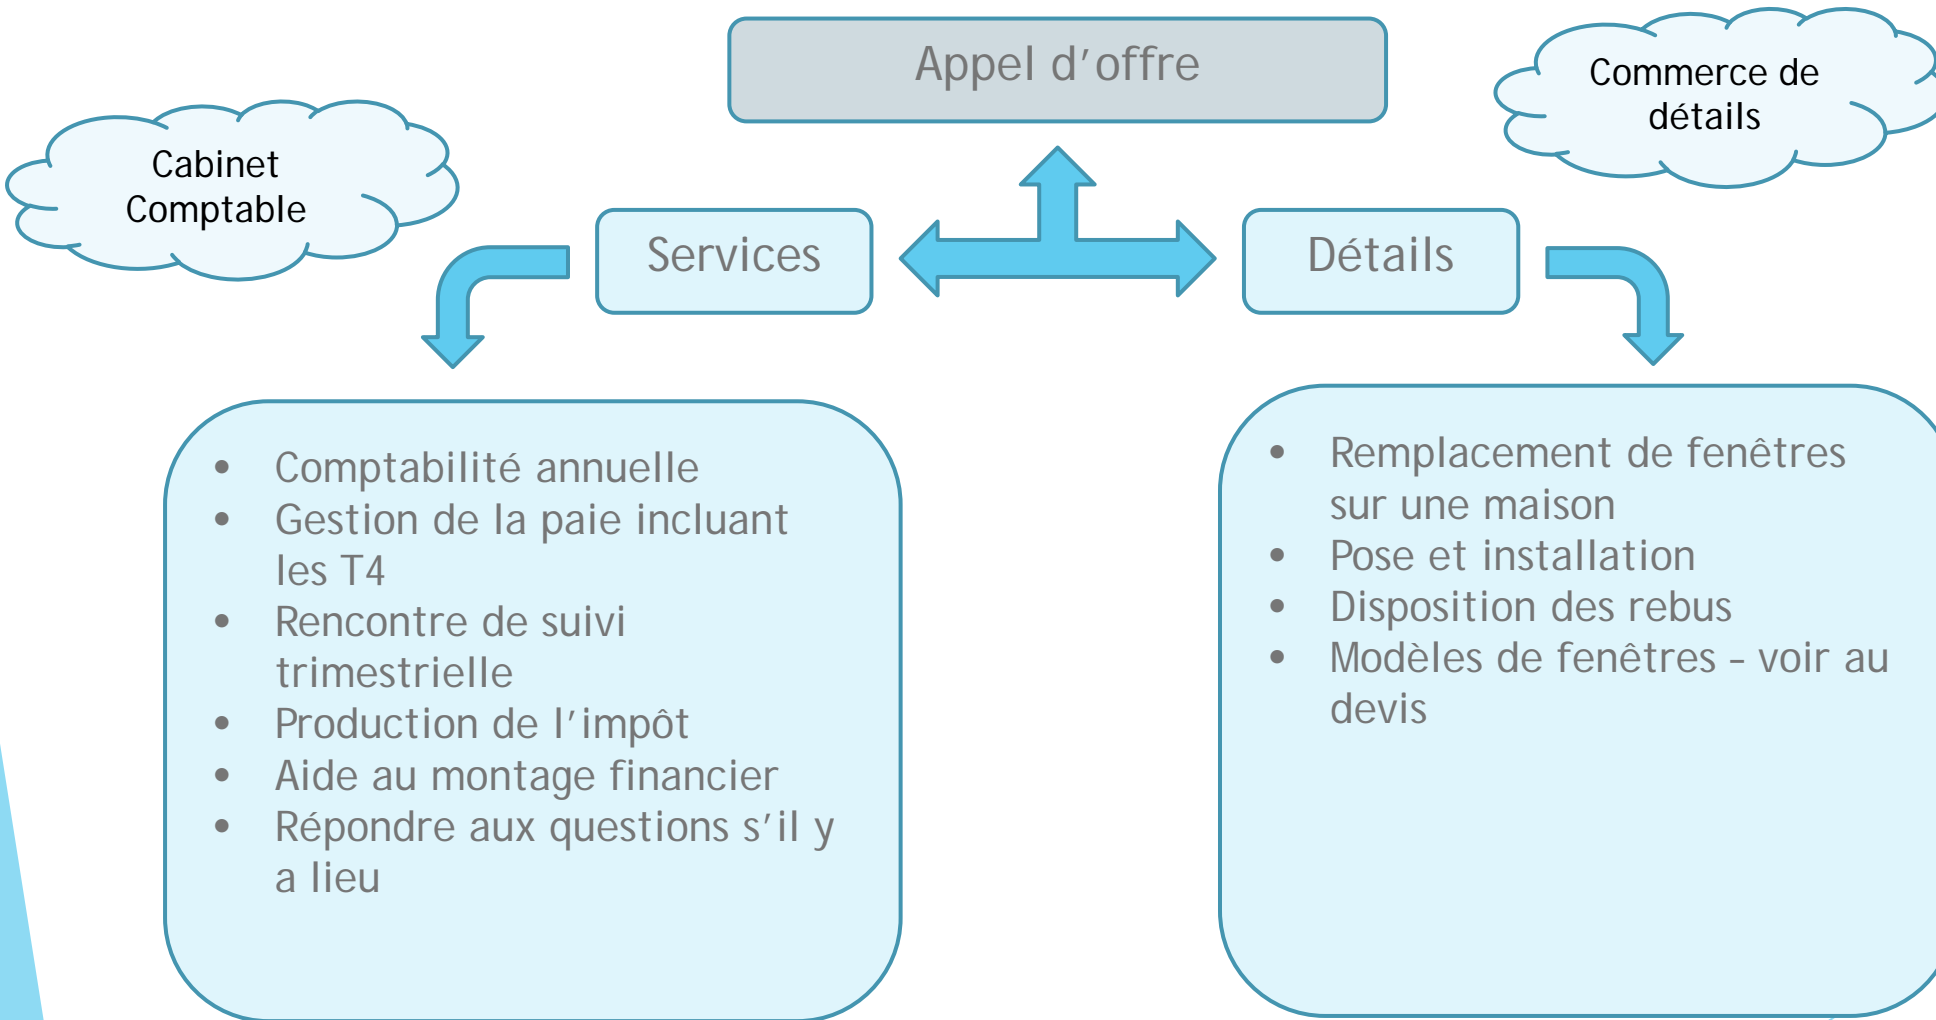 Appel d’offre
Commerce de
détails
Cabinet
Comptable
Services
Détails
• Comptabilité annuelle
• Gestion de la paie incluant
les T4
• Rencontre de suivi
trimestrielle
• Production de l’impôt
• Aide au montage financier
• Répondre aux questions s’il y
a lieu
• Remplacement de fenêtres
sur une maison
• Pose et installation
• Disposition des rebus
• Modèles de fenêtres – voir au
devis